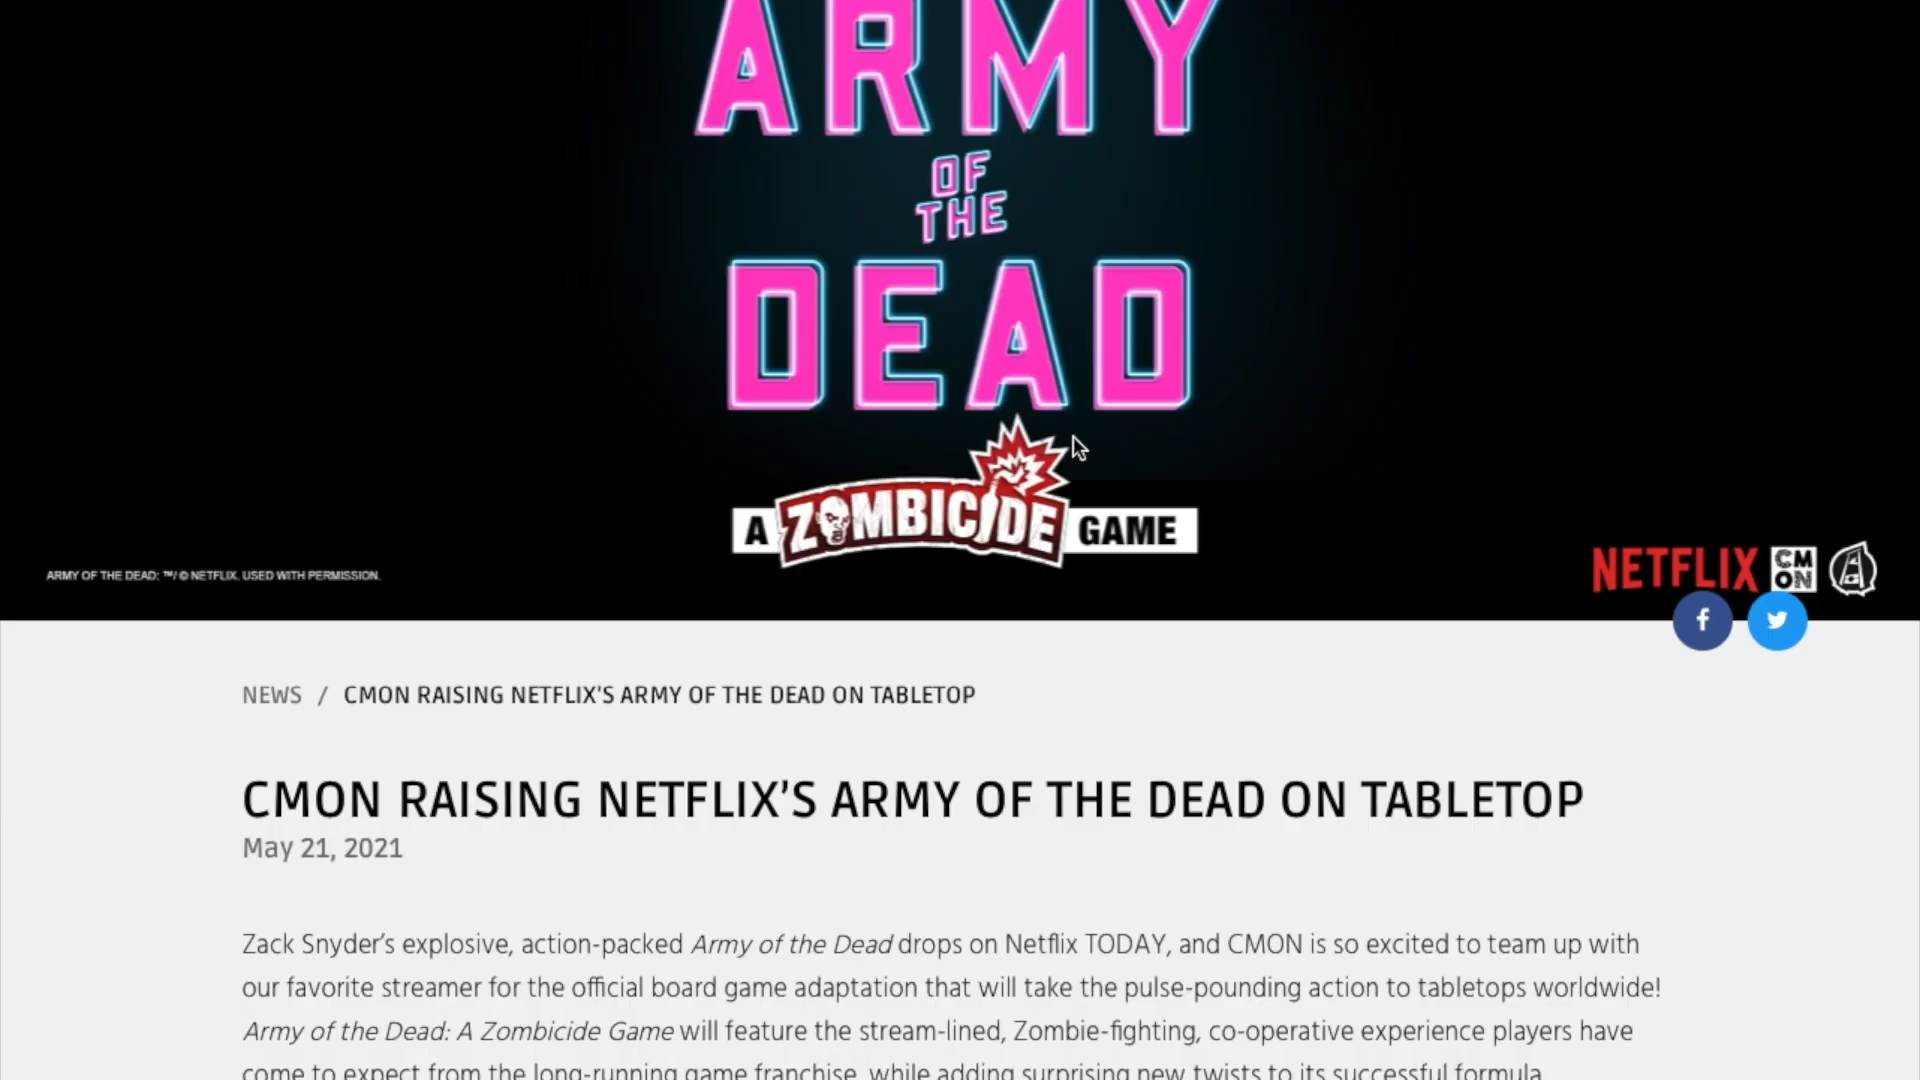 ARMY
OF
THE
DEAD
A ZOMBICIDE GAME
ARMY OF THE DEAD: ™/ © NETFLIX. USED WITH PERMISSION.
NETFLIX CMON
NEWS / CMON RAISING NETFLIX’S ARMY OF THE DEAD ON TABLETOP
CMON RAISING NETFLIX’S ARMY OF THE DEAD ON TABLETOP
May 21, 2021
Zack Snyder’s explosive, action-packed Army of the Dead drops on Netflix TODAY, and CMON is so excited to team up with
our favorite streamer for the official board game adaptation that will take the pulse-pounding action to tabletops worldwide!
Army of the Dead: A Zombicide Game will feature the stream-lined, Zombie-fighting, co-operative experience players have
come to expect from the long-running game franchise, while adding surprising new twists to its successful formula.